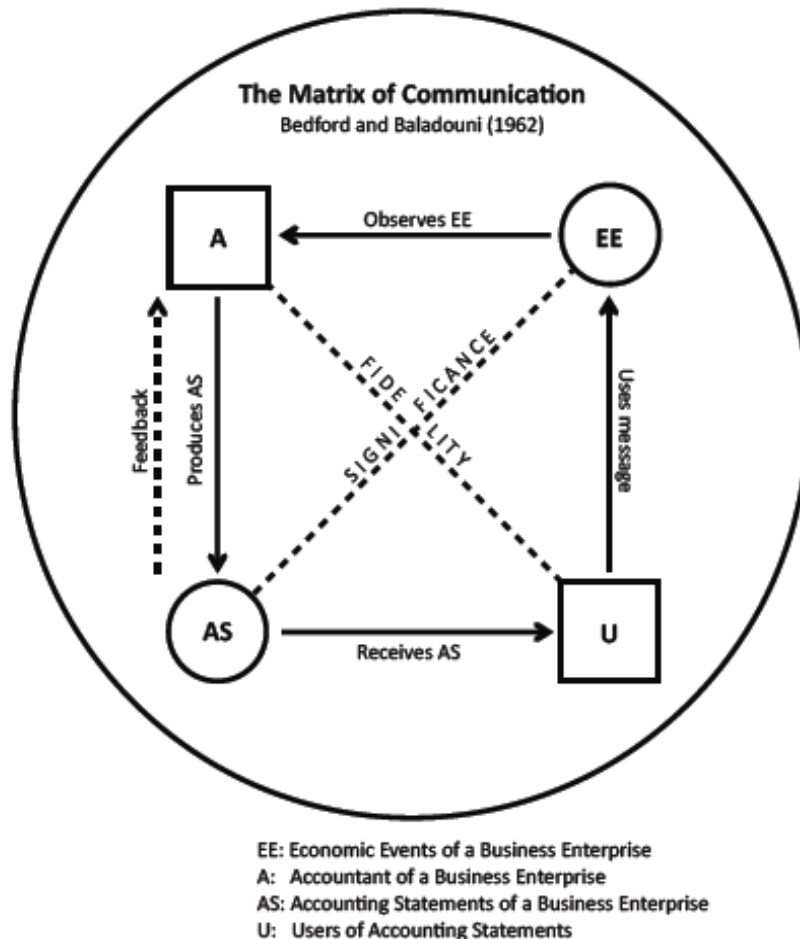 The Matrix of Communication
Bedford and Baladouni (1962)
A
Observes EE
EE
Feedback
Produces AS
FIDELITY
SIGNIFICANCE
Uses message
AS
Receives AS
U
EE: Economic Events of a Business Enterprise
A: Accountant of a Business Enterprise
AS: Accounting Statements of a Business Enterprise
U: Users of Accounting Statements